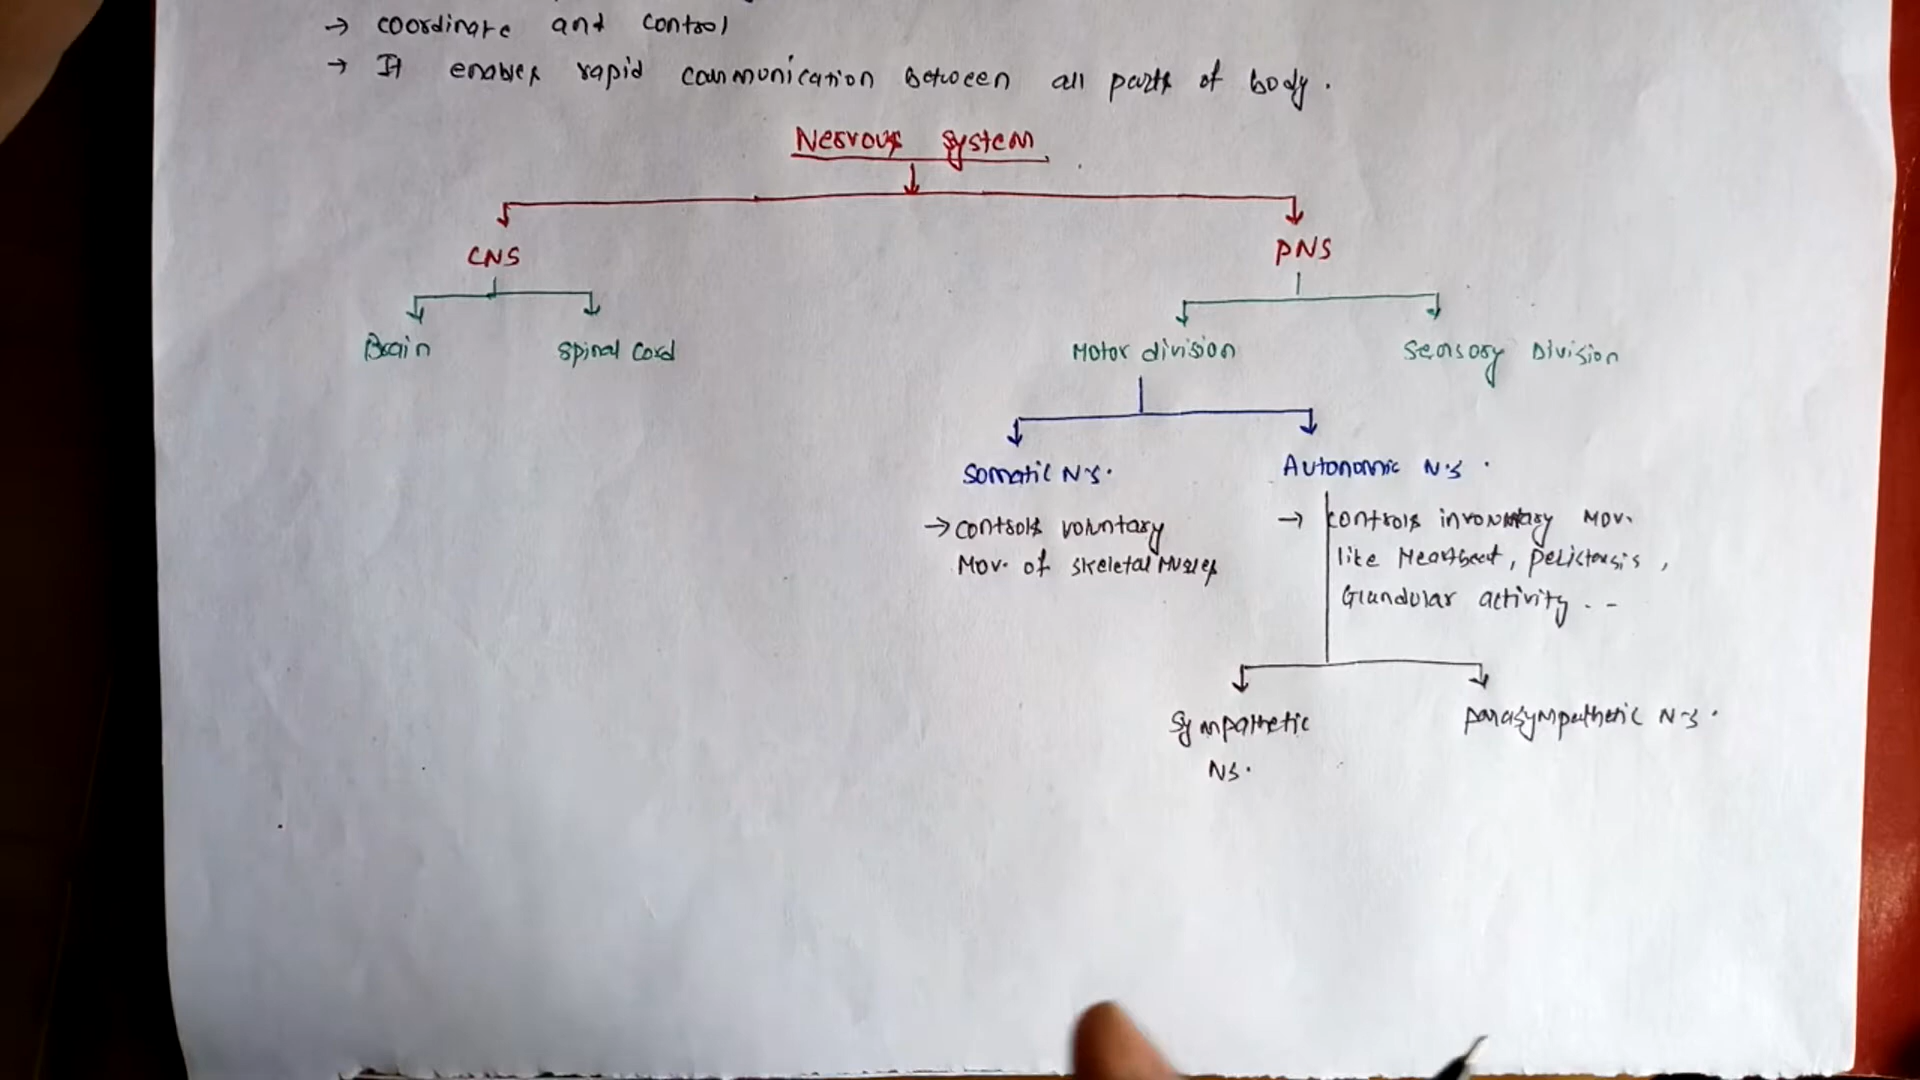 → coordinate and control
→ It enables rapid communication between all parts of body.
Nervous system
CNS
PNS
Brain
Spinal Cord
Motor division
Sensory Division
Somatic N.S.
Autonomic N.S.
→ controls voluntary
Mov. of skeletal Muscles
→ controls involuntary Mov.
like Heartbeat, pelistarsis,
Glandular activity . --
Sympathetic
NS.
parasympathetic N.S.